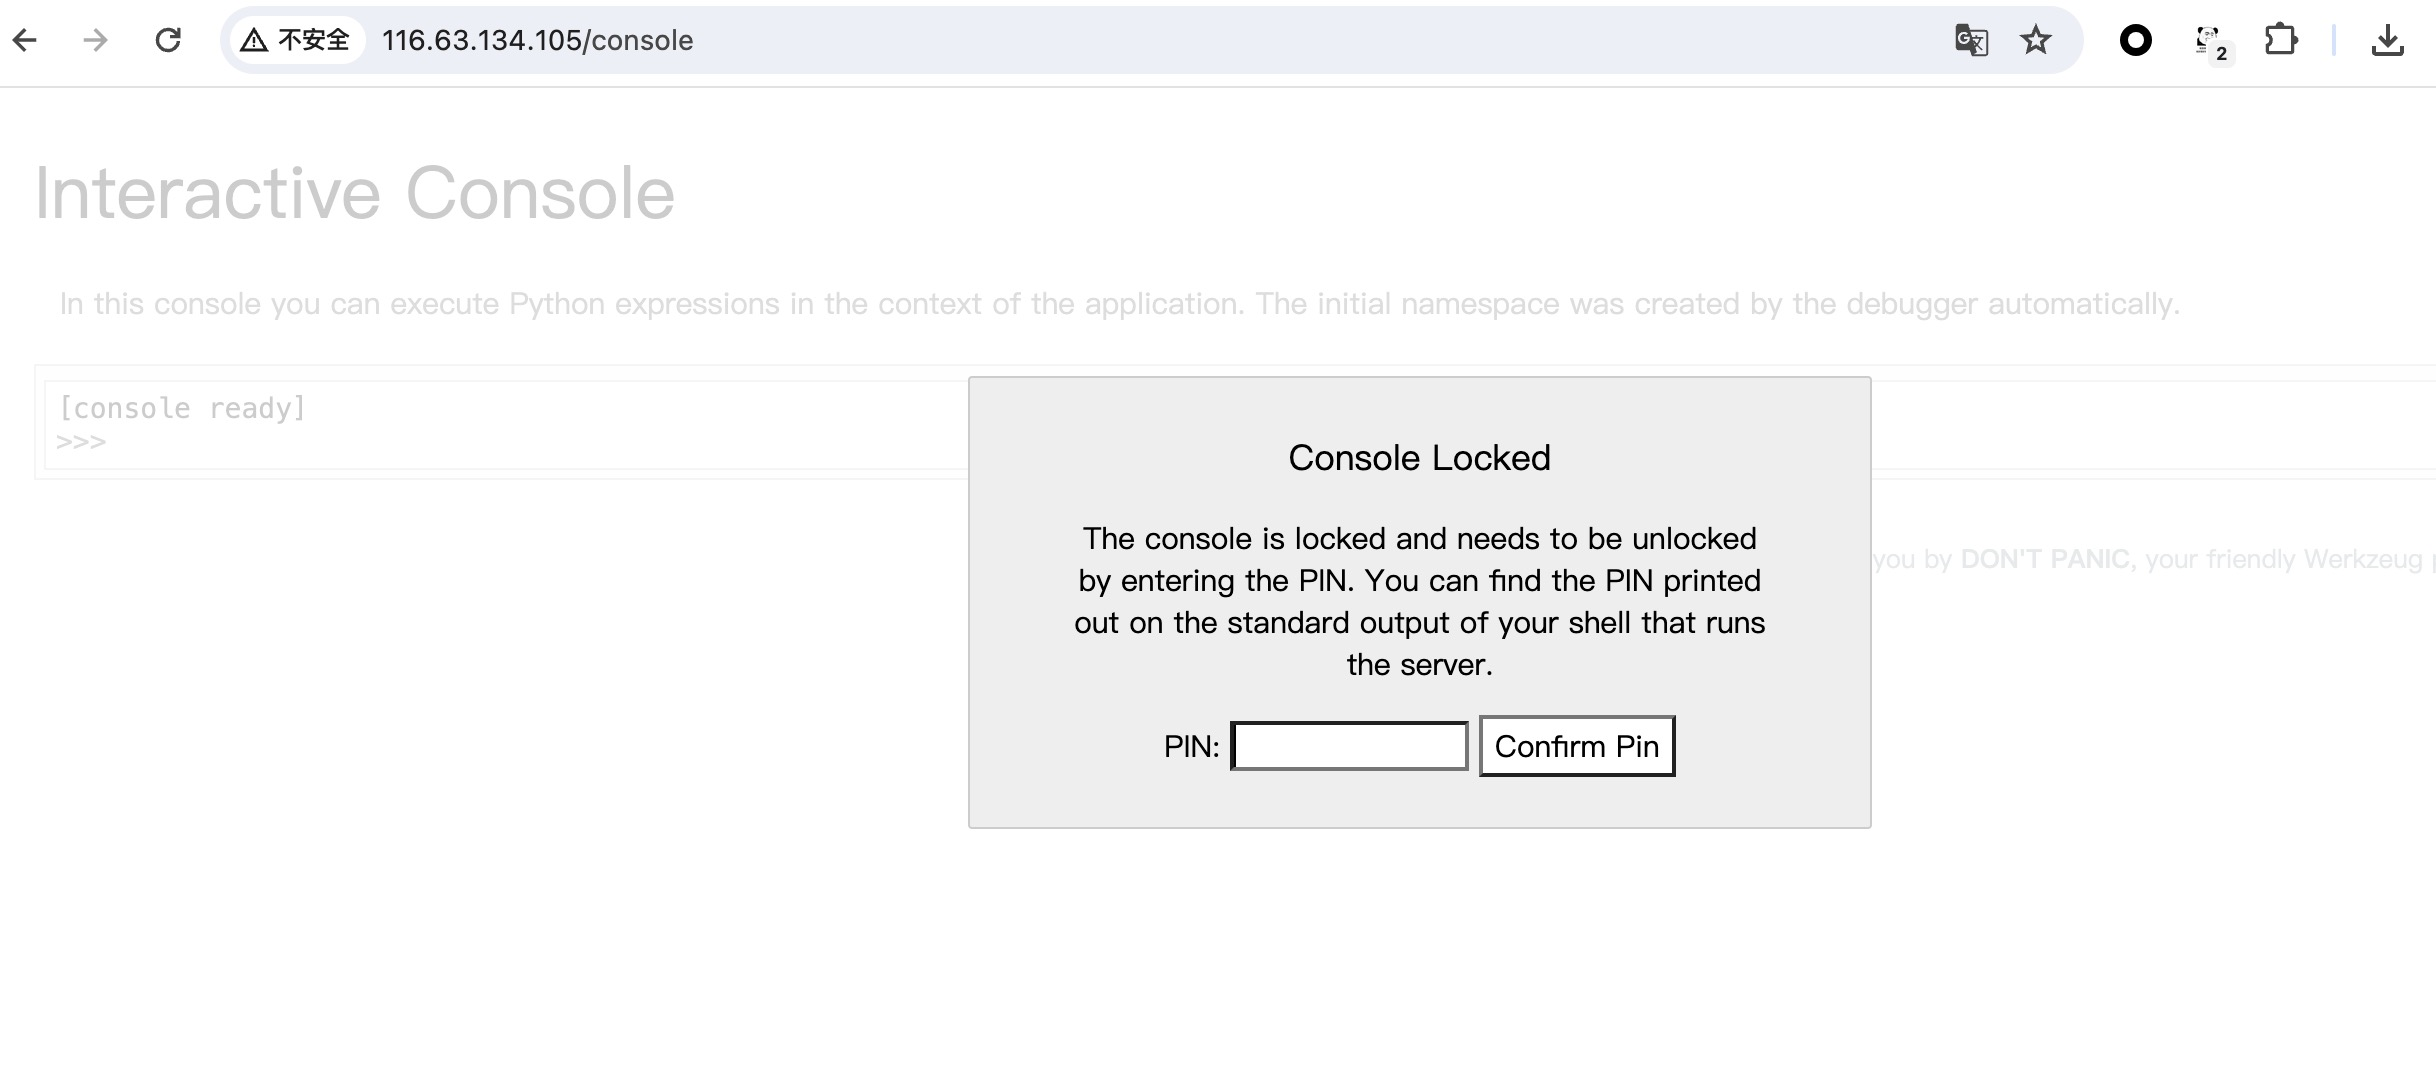 不安全 116.63.134.105/console
2
Interactive Console
In this console you can execute Python expressions in the context of the application. The initial namespace was created by the debugger automatically.
[console ready]
>>>
Console Locked
The console is locked and needs to be unlocked
by entering the PIN. You can find the PIN printed
out on the standard output of your shell that runs
the server.
you by DON'T PANIC, your friendly Werkzeug
PIN: Confirm Pin